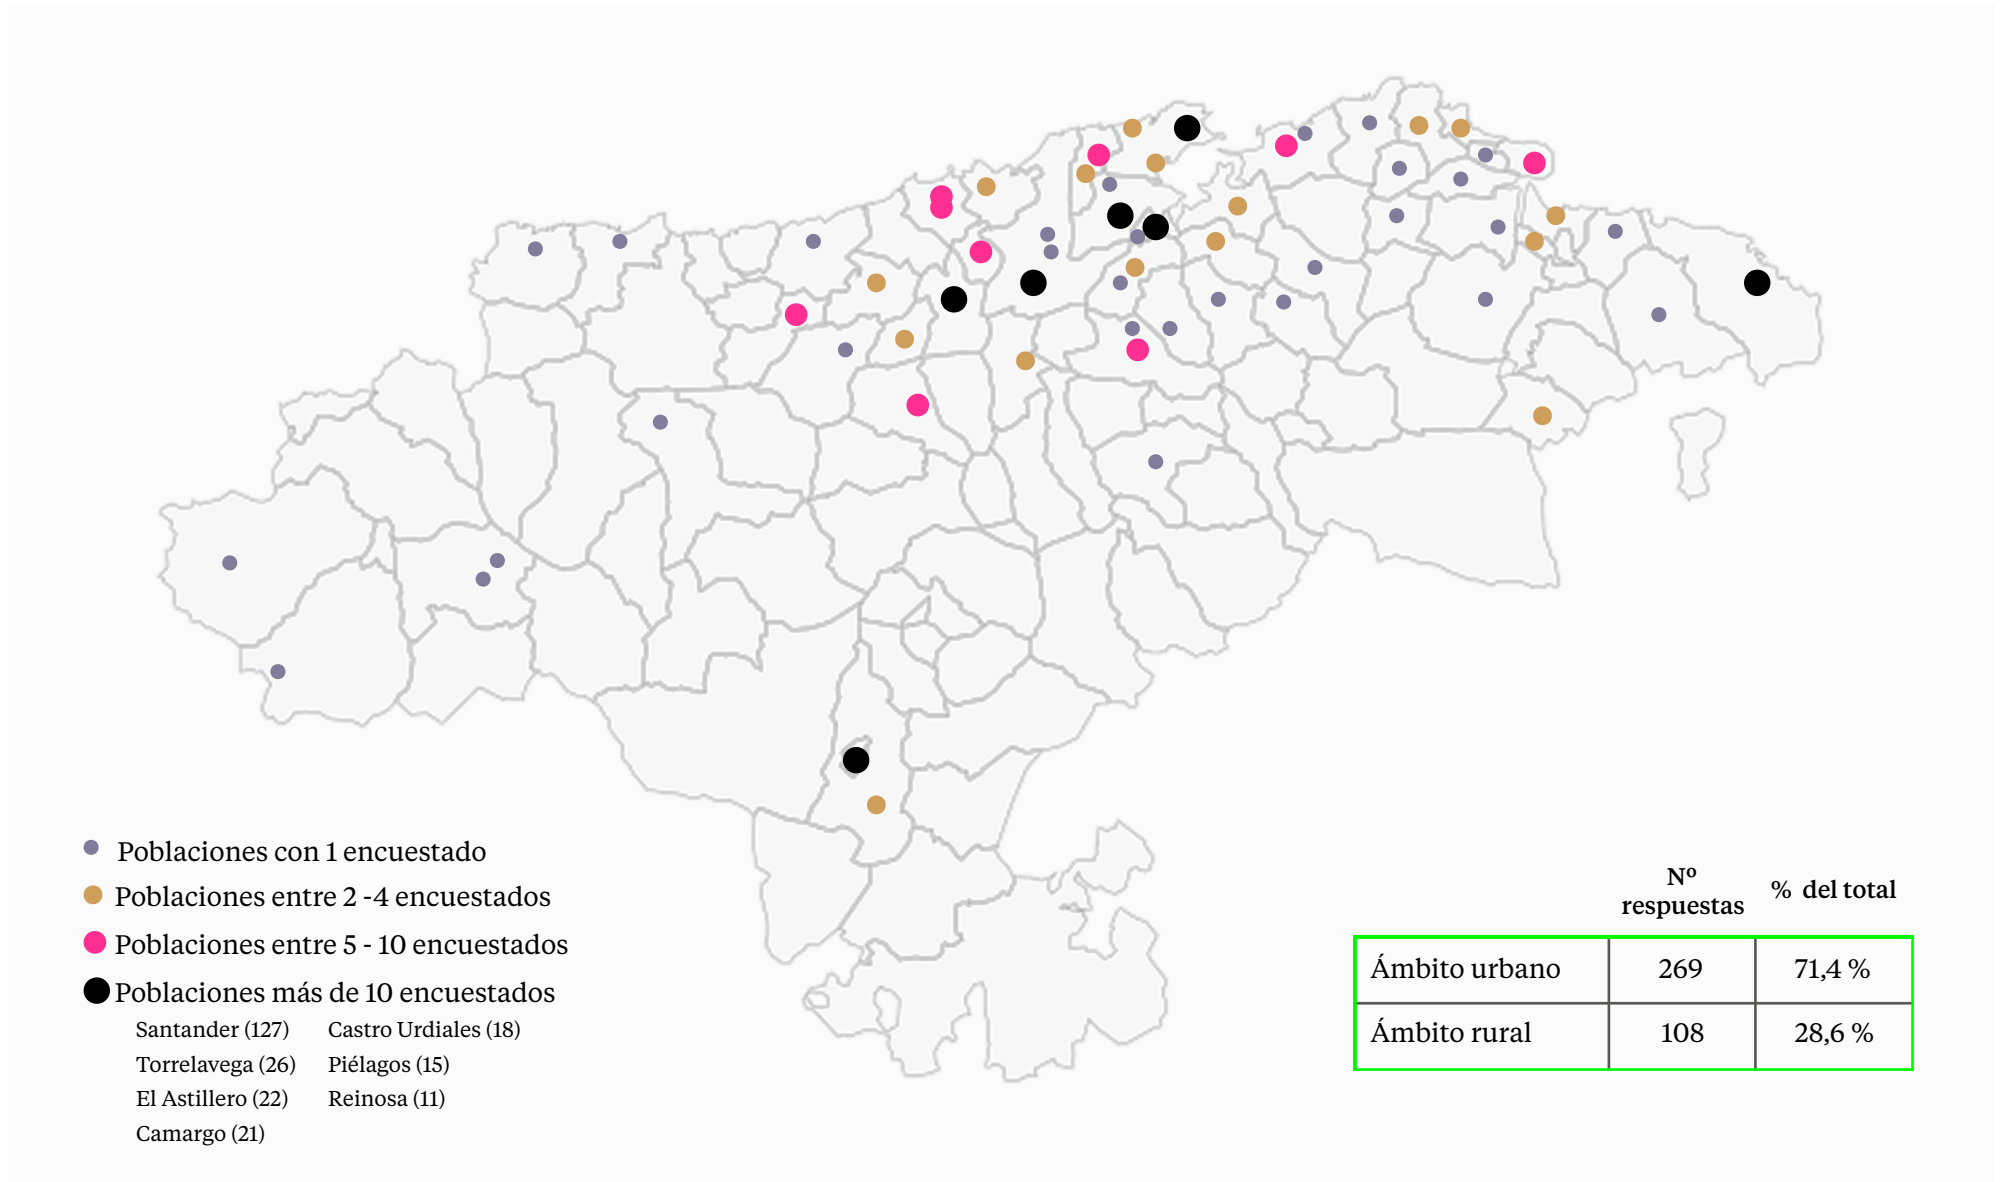 Poblaciones con 1 encuestado
Poblaciones entre 2 -4 encuestados
Poblaciones entre 5 - 10 encuestados
Poblaciones más de 10 encuestados
Santander (127) Castro Urdiales (18)
Torrelavega (26) Piélagos (15)
El Astillero (22) Reinosa (11)
Camargo (21)
Nº respuestas % del total
Ámbito urbano 269 71,4 %
Ámbito rural 108 28,6 %